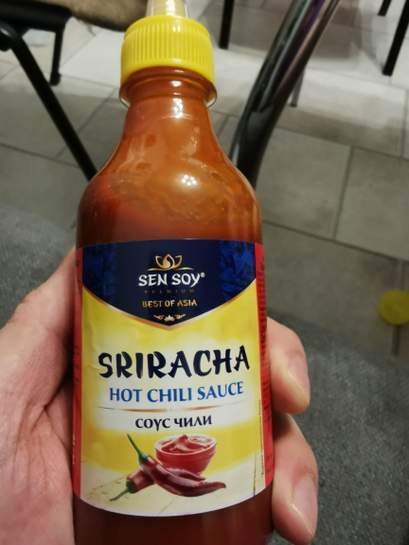 SEN SOY®
PREMIUM
BEST OF ASIA
SRIRACHA
HOT CHILI SAUCE
СОУС ЧИЛИ